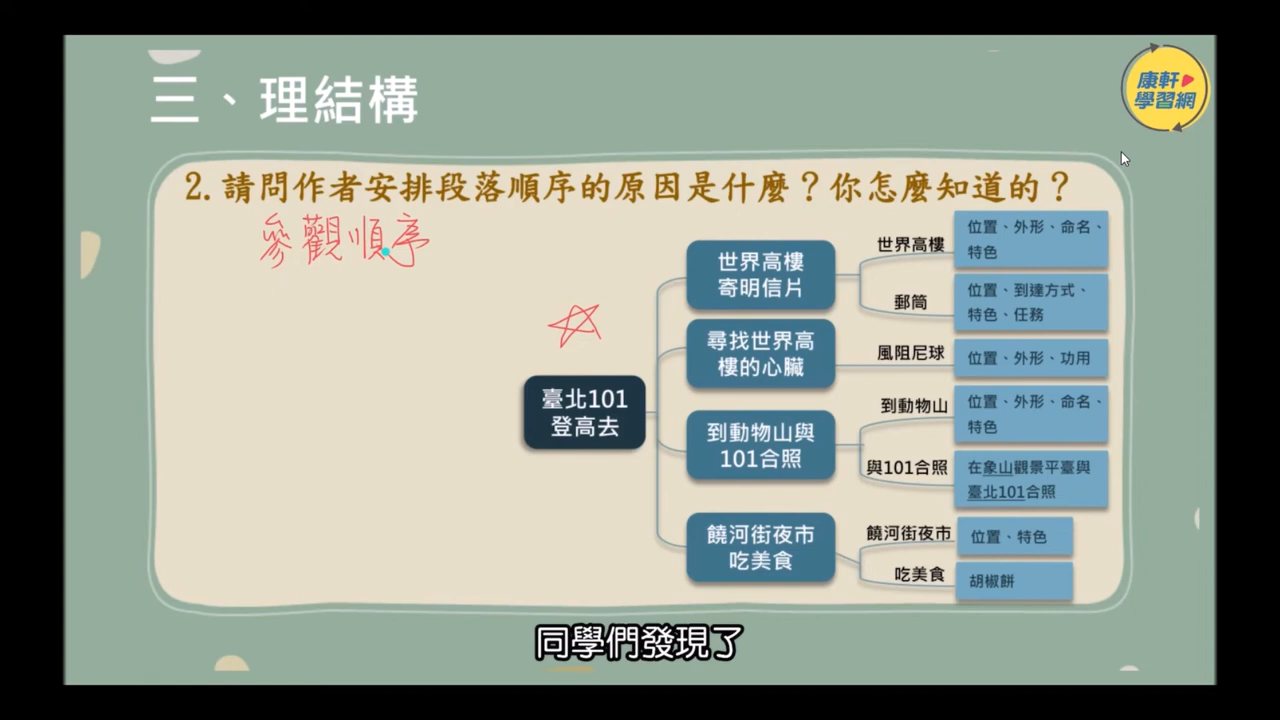 三、理結構
康軒
學習網
2.請問作者安排段落順序的原因是什麼？你怎麼知道的？
參觀順序
臺北101
登高去
世界高樓
寄明信片
世界高樓
位置、外形、命名、
特色
郵筒
位置、到達方式、
特色、任務
尋找世界高
樓的心臟
風阻尼球
位置、外形、功用
到動物山與
101合照
到動物山
位置、外形、命名、
特色
與101合照
在象山觀景平臺與
臺北101合照
饒河街夜市
吃美食
饒河街夜市
位置、特色
吃美食
胡椒餅
同學們發現了